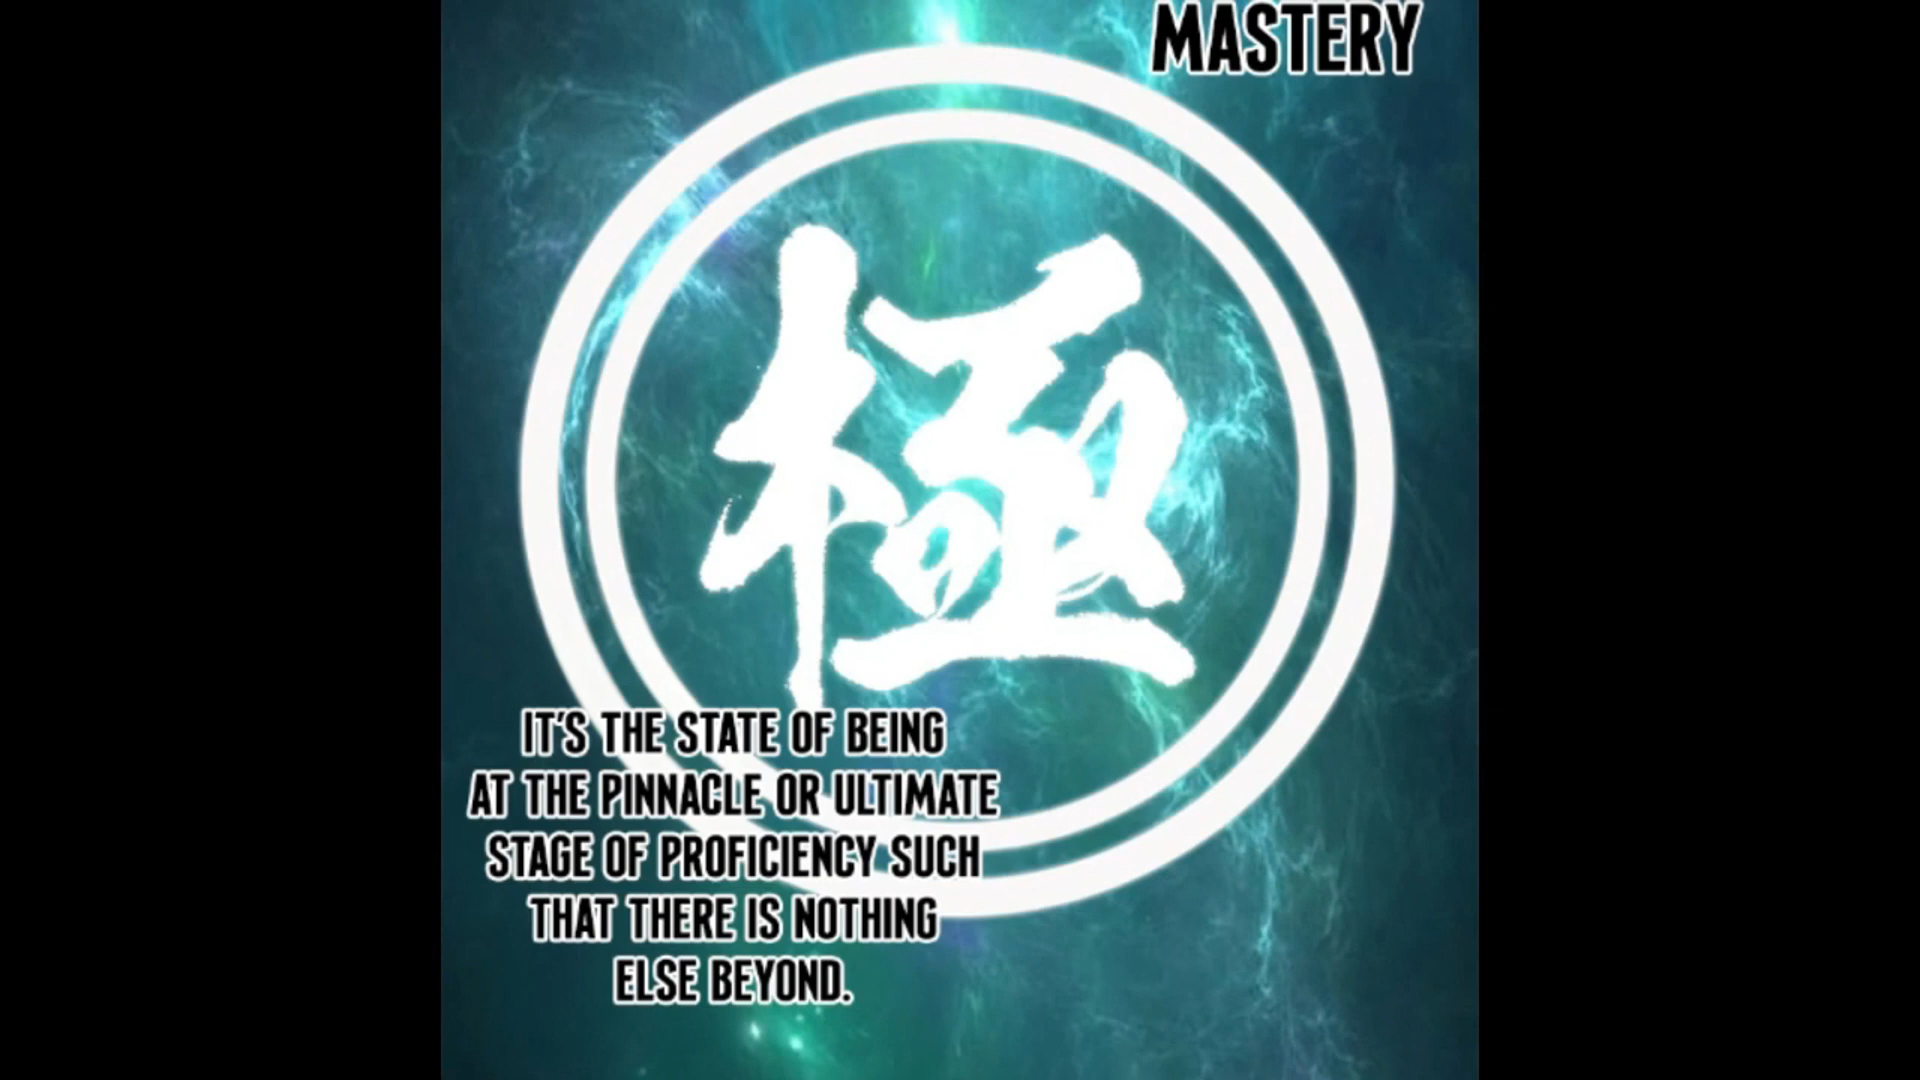 MASTERY
極
IT'S THE STATE OF BEING
AT THE PINNACLE OR ULTIMATE
STAGE OF PROFICIENCY SUCH
THAT THERE IS NOTHING
ELSE BEYOND.